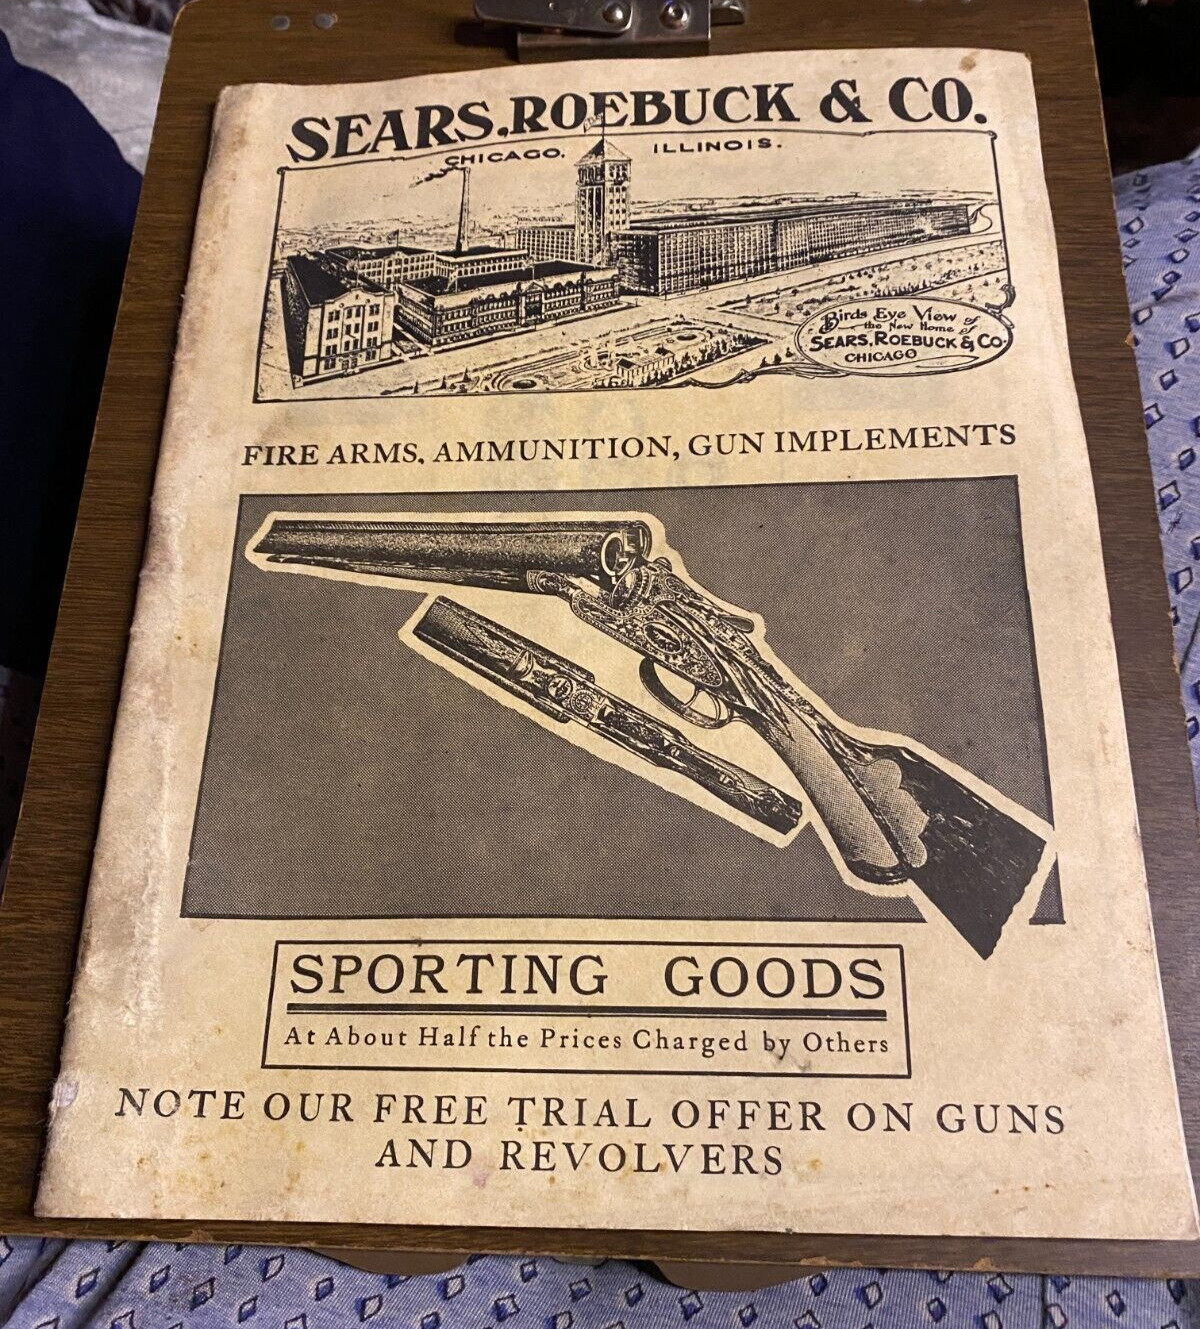 SEARS, ROEBUCK & CO.
CHICAGO, ILLINOIS.
Birds Eye View of
the New Home of
SEARS, ROEBUCK & Co.
CHICAGO
FIRE ARMS, AMMUNITION, GUN IMPLEMENTS
SPORTING GOODS
At About Half the Prices Charged by Others
NOTE OUR FREE TRIAL OFFER ON GUNS
AND REVOLVERS